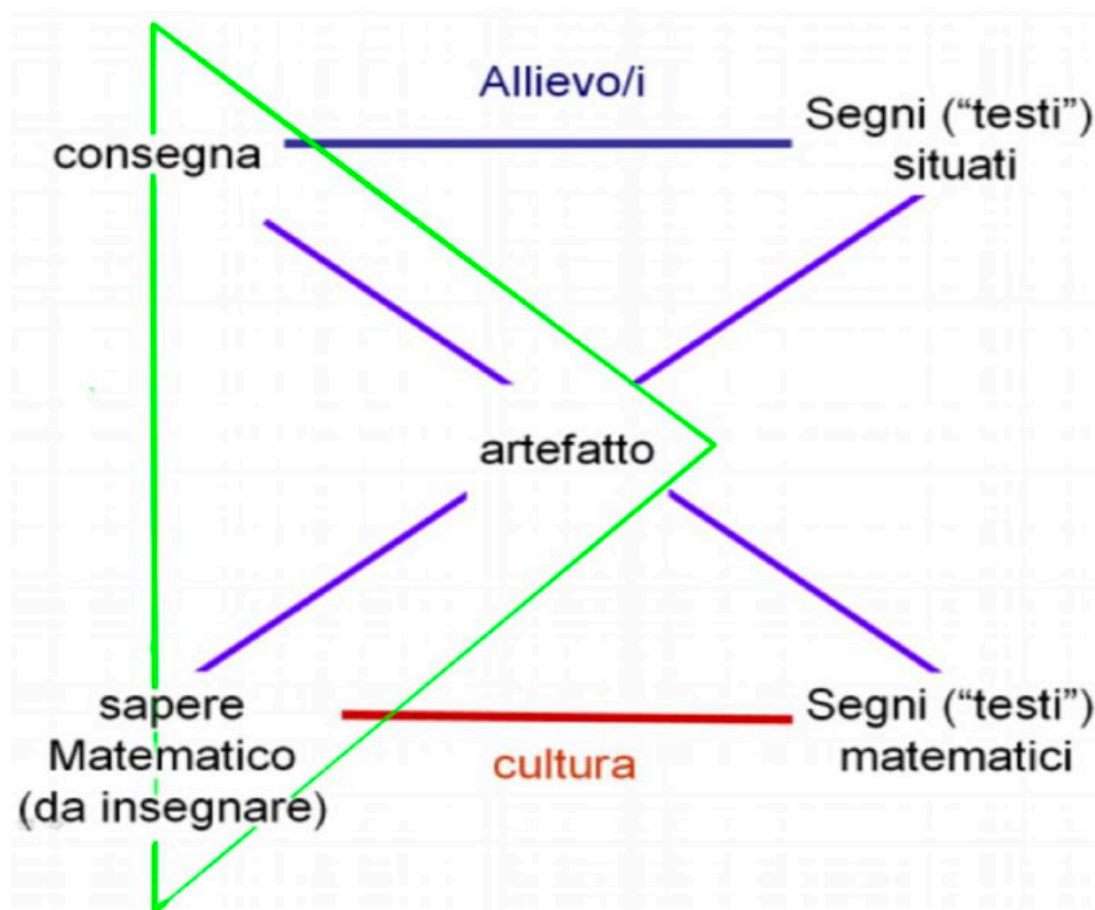 Allievo/i
consegna
Segni (“testi”)
situati
artefatto
sapere
Matematico
(da insegnare)
cultura
Segni (“testi”)
matematici